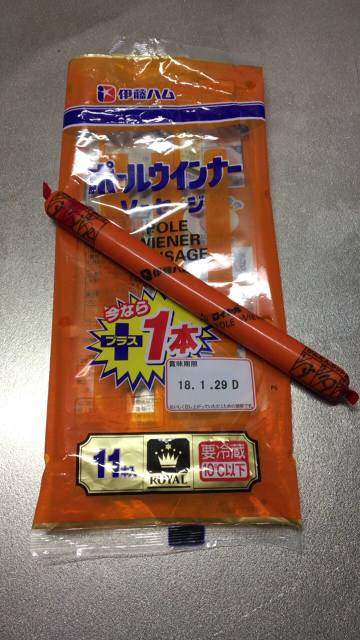 伊藤ハム
ポールウインナー
ソーセージ
POLE
WIENER
SAUSAGE
今なら
プラス
1本
賞味期限
18.1.29 D
11本入
ROYAL
要冷蔵
10℃以下